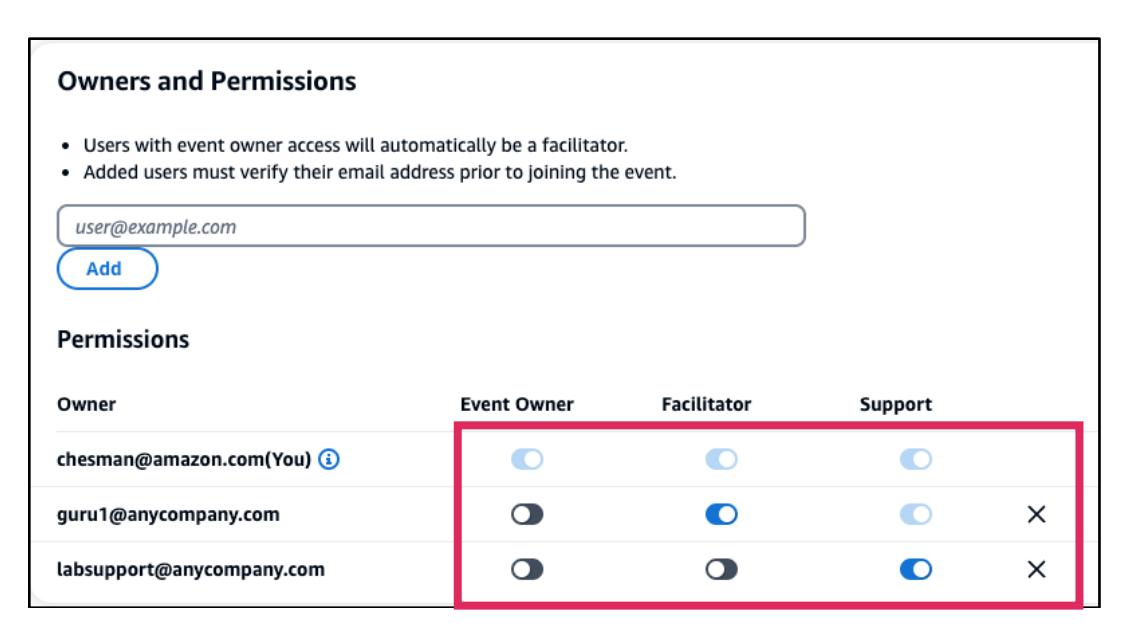 Owners and Permissions
• Users with event owner access will automatically be a facilitator.
• Added users must verify their email address prior to joining the event.
user@example.com
Add
Permissions
Owner Event Owner Facilitator Support
chesman@amazon.com(You)
guru1@anycompany.com
labsupport@anycompany.com